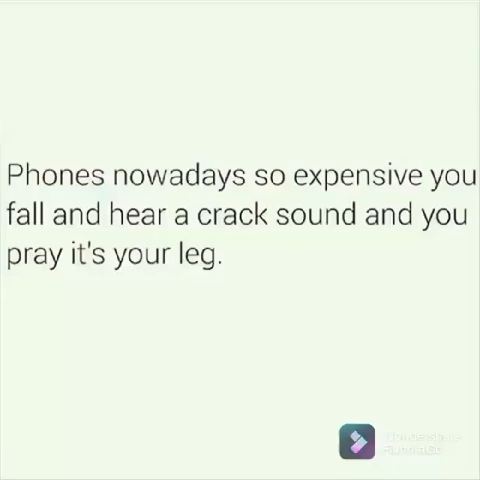 Phones nowadays so expensive you
fall and hear a crack sound and you
pray it's your leg.